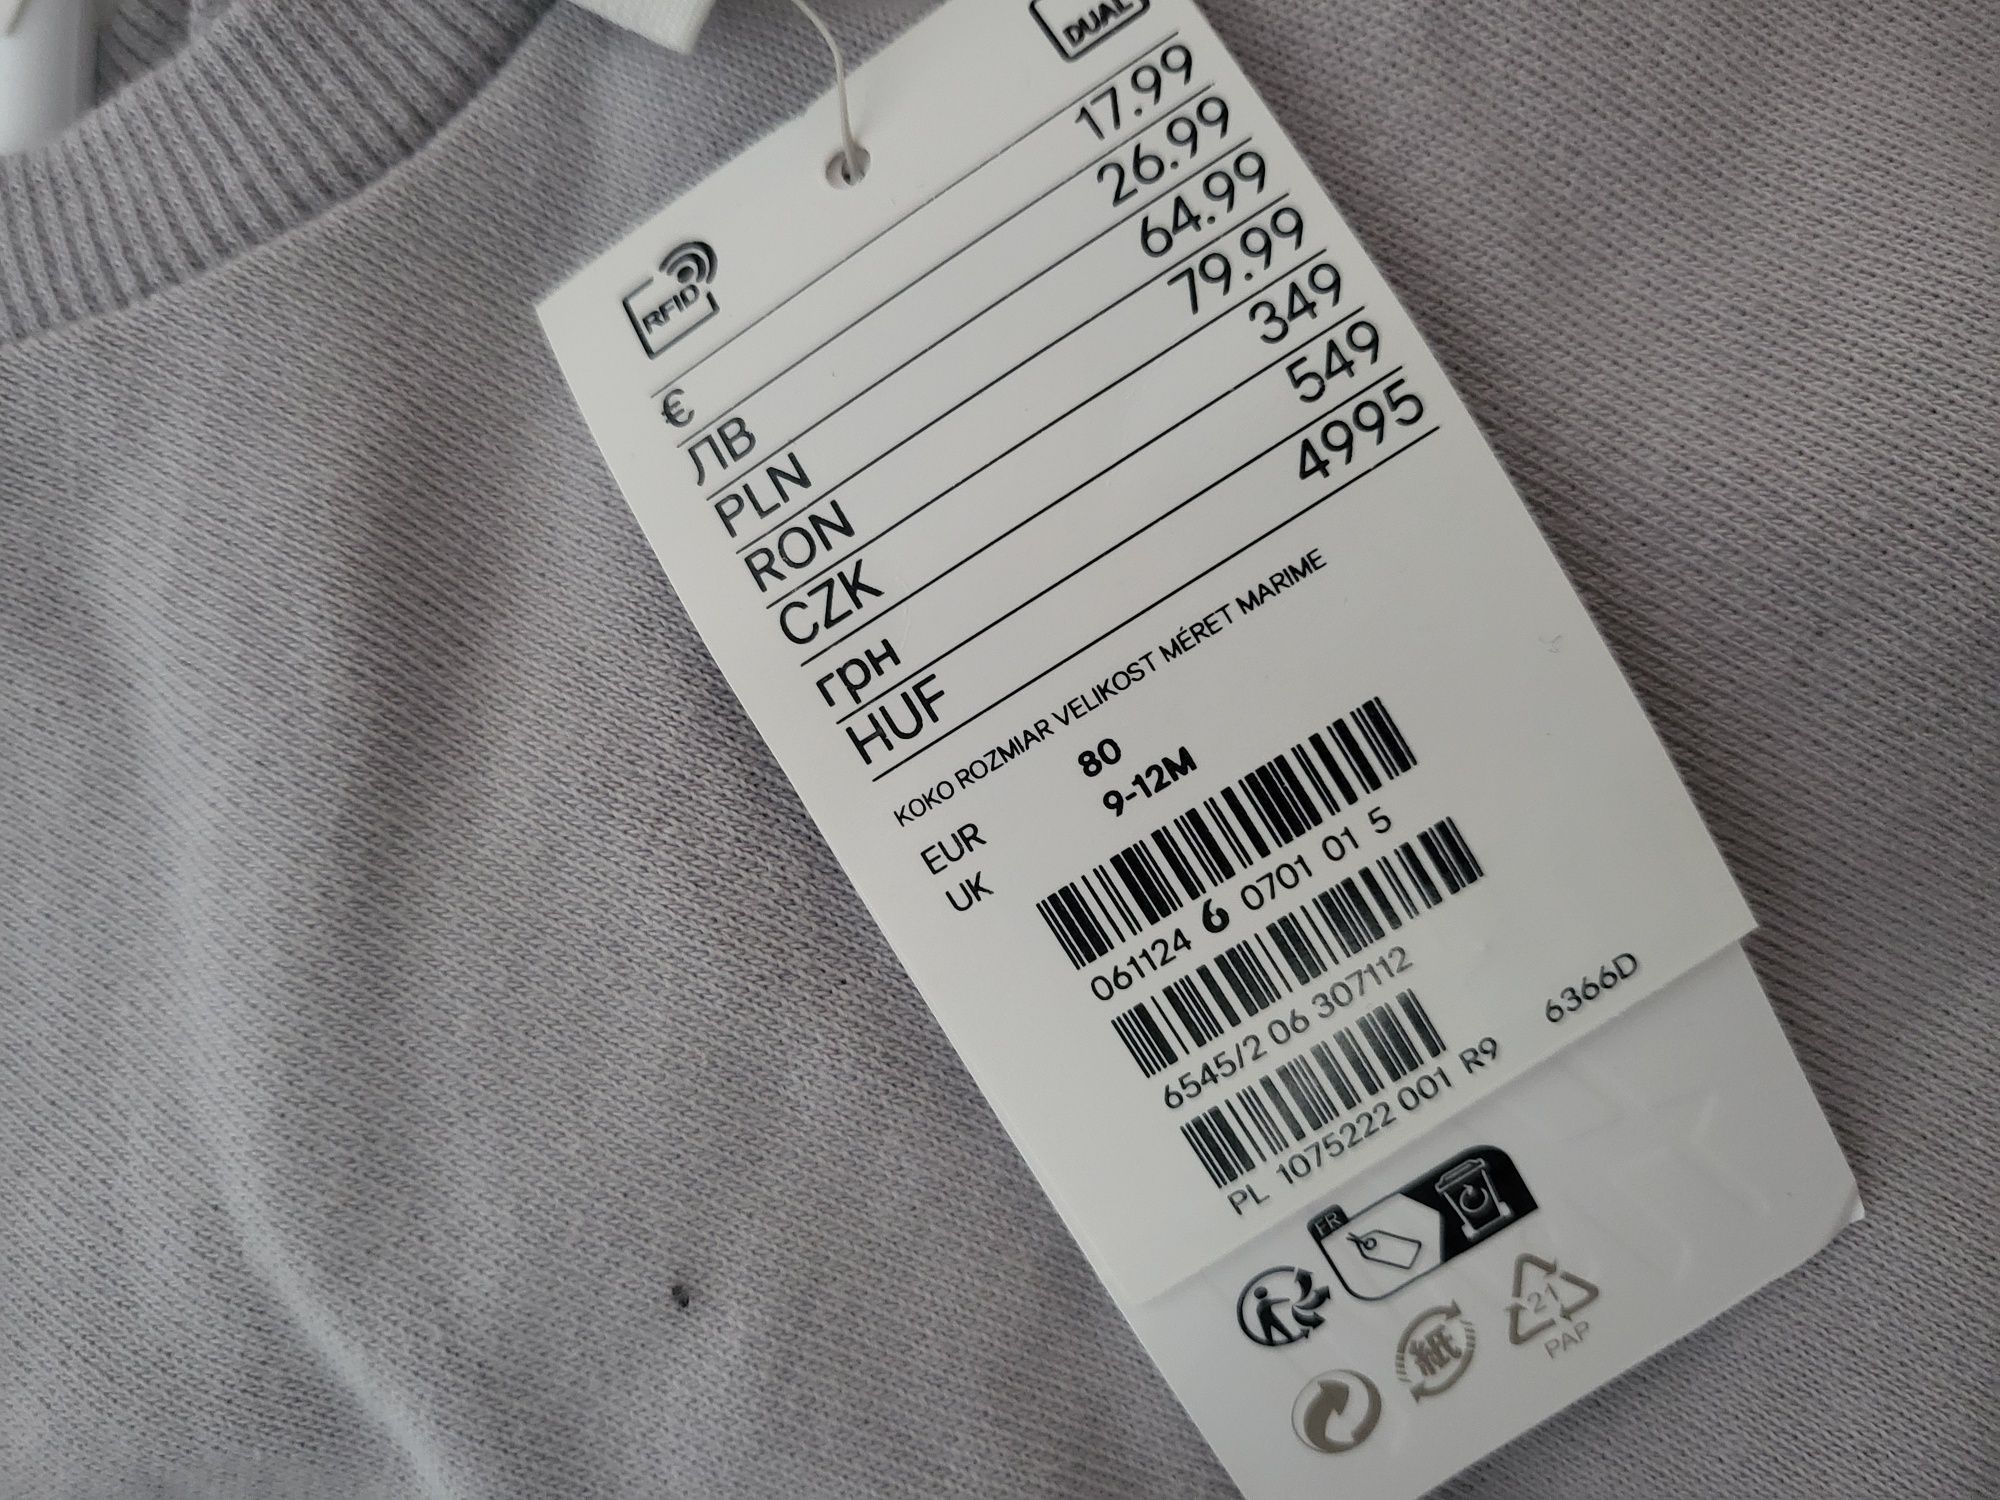 DUAL
RFID
€ 17.99
ЛВ 26.99
PLN 64.99
RON 79.99
CZK 349
грн 549
HUF 4995
KOKO ROZMIAR VELIKOST MÉRET MARIME
EUR 80
UK 9-12M
061124 6 0701 01 5
6545/2 06 307112
PL 1075222 001 R9 6366D
FR
紙
21
PAP